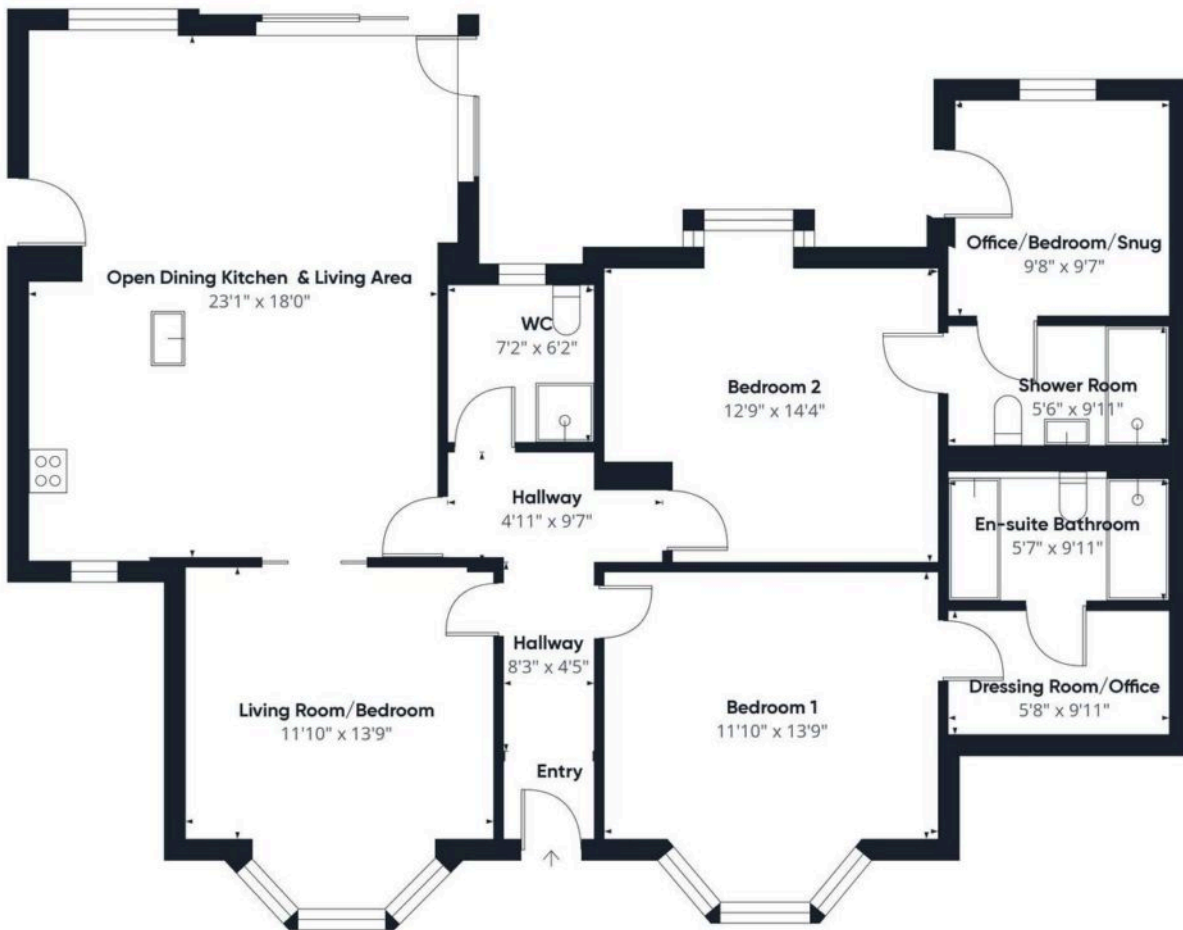 Open Dining Kitchen & Living Area
23'1" x 18'0"
WC
7'2" x 6'2"
Office/Bedroom/Snug
9'8" x 9'7"
Bedroom 2
12'9" x 14'4"
Shower Room
5'6" x 9'11"
Hallway
4'11" x 9'7"
En-suite Bathroom
5'7" x 9'11"
Hallway
8'3" x 4'5"
Living Room/Bedroom
11'10" x 13'9"
Bedroom 1
11'10" x 13'9"
Dressing Room/Office
5'8" x 9'11"
Entry